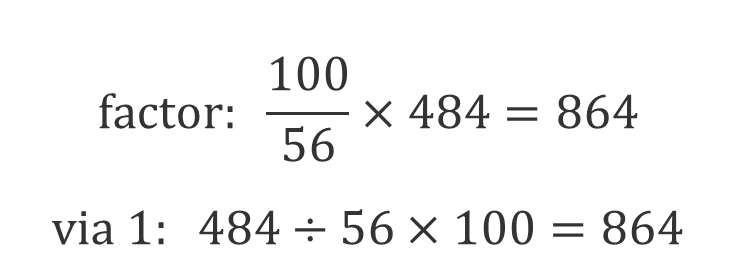 factor: 100/56 × 484 = 864
via 1: 484 ÷ 56 × 100 = 864